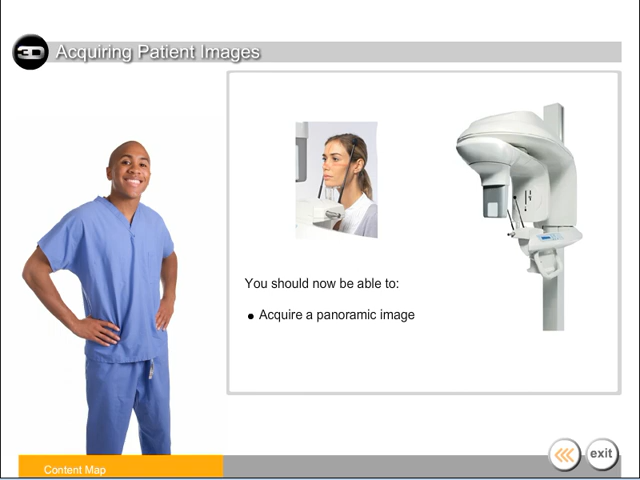 3D
Acquiring Patient Images
You should now be able to:
● Acquire a panoramic image
Content Map
exit